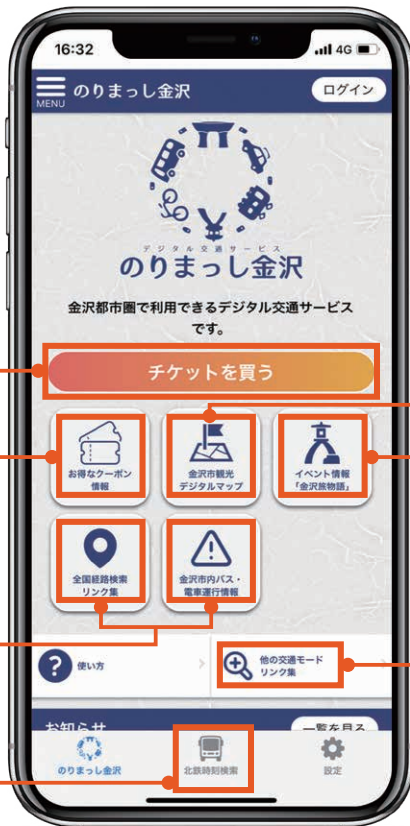 16:32
4G
MENU
のりまっし金沢
ログイン
デジタル交通サービス
のりまっし金沢
金沢都市圏で利用できるデジタル交通サービス
です。
チケットを買う
お得なクーポン
情報
金沢市観光
デジタルマップ
イベント情報
「金沢旅物語」
全国経路検索
リンク集
金沢市内バス・
電車運行情報
? 使い方
他の交通モード
リンク集
お知らせ
一覧を見る
のりまっし金沢
北鉄時刻検索
設定